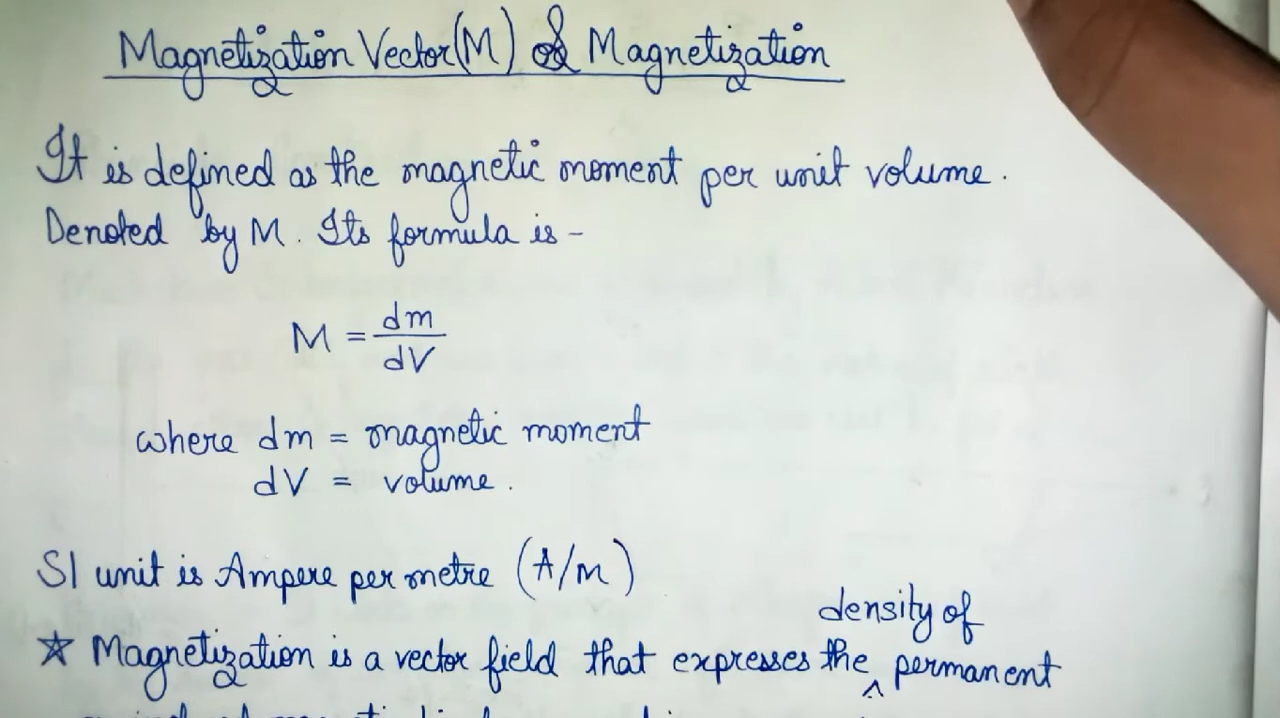 Magnetization Vector(M) or Magnetization
It is defined as the magnetic moment per unit volume.
Denoted by M. Its formula is -
M = dm/dV
where dm = magnetic moment
dV = volume.
SI unit is Ampere per metre (A/m)
density of
☆ Magnetization is a vector field that expresses the ^ permanent